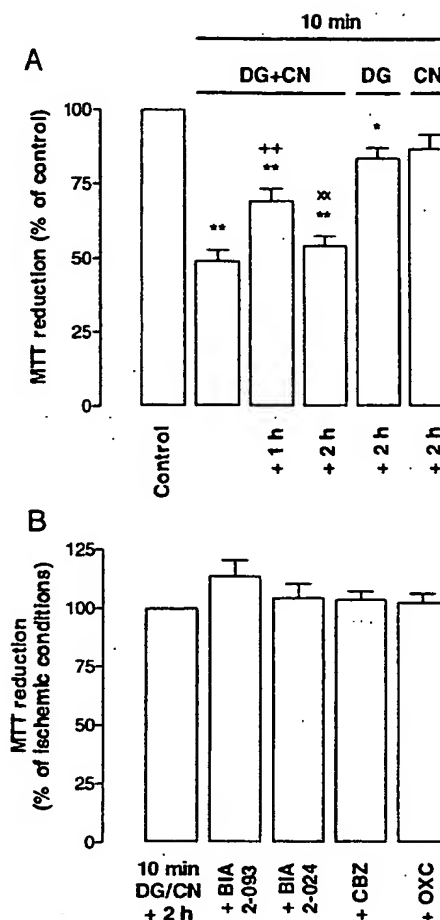 10 min
A
DG+CN
DG
CN
MTT reduction (% of control)
100
75
50
25
0
**
++
**
xx
**
*
Control
+ 1 h
+ 2 h
+ 2 h
+ 2 h
B
MTT reduction
(% of ischemic conditions)
125
100
75
50
25
0
10 min
DG/CN
+ 2 h
+ BIA
2-093
+ BIA
2-024
+ CBZ
+ OXC